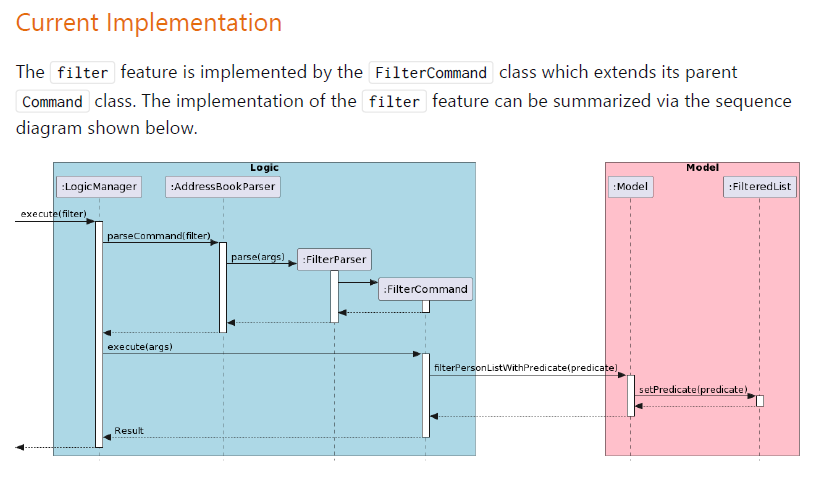 Current Implementation
The filter feature is implemented by the FilterCommand class which extends its parent
Command class. The implementation of the filter feature can be summarized via the sequence
diagram shown below.
Logic
Model
:LogicManager
:AddressBookParser
:Model
:FilteredList
execute(filter)
parseCommand(filter)
parse(args)
:FilterParser
:FilterCommand
execute(args)
filterPersonListWithPredicate(predicate)
setPredicate(predicate)
Result